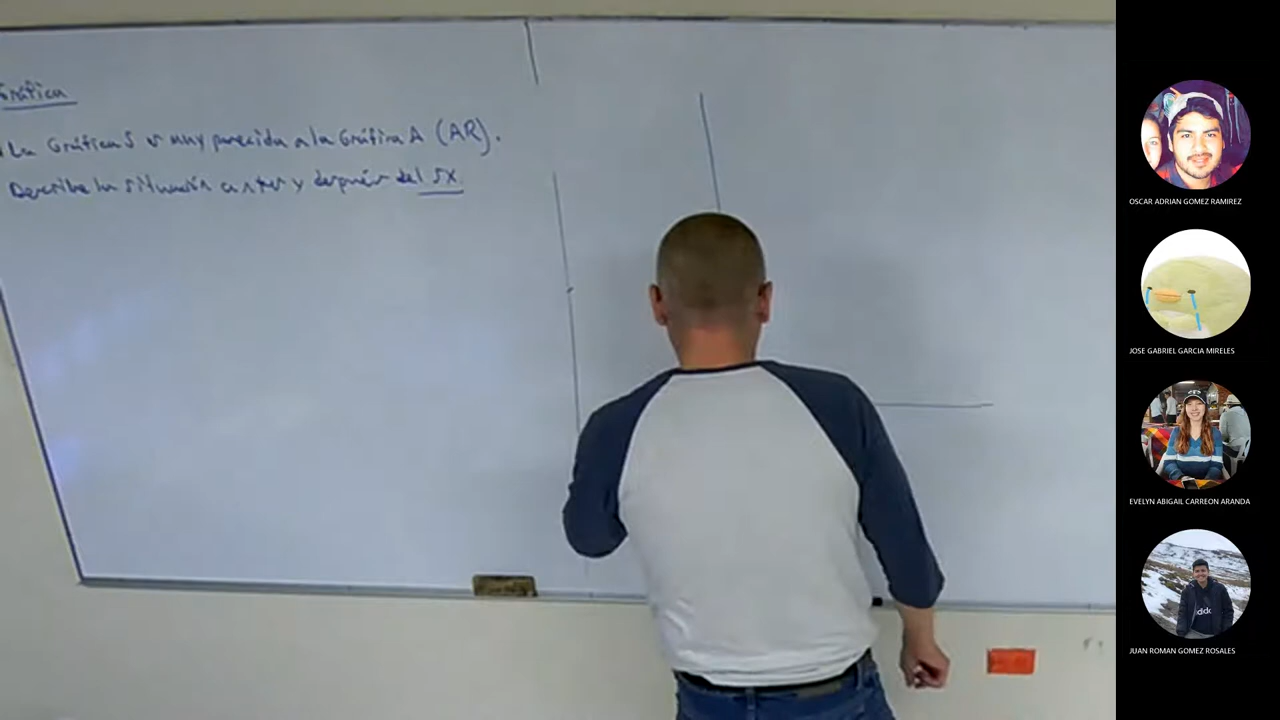 Gráfica
La Gráfica S es muy parecida a la Gráfica A (AR).
Describe la situación antes y después del SX.
OSCAR ADRIAN GOMEZ RAMIREZ
JOSE GABRIEL GARCIA MIRELES
EVELYN ABIGAIL CARREON ARANDA
JUAN ROMAN GOMEZ ROSALES